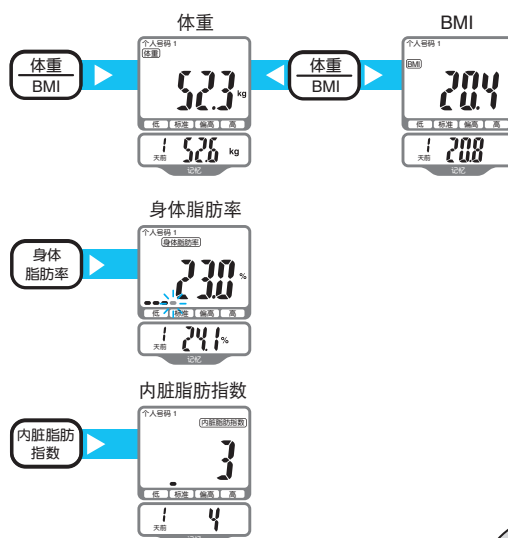 体重
BMI
体重
BMI
个人号码 1
体重
52.3 kg
低 标准 偏高 高
1 天前 52.6 kg
记忆
体重
BMI
个人号码 1
BMI
20.4
低 标准 偏高 高
1 天前 20.8
记忆
身体脂肪率
身体
脂肪率
个人号码 1
身体脂肪率
23.0 %
低 标准 偏高 高
1 天前 24.1 %
记忆
内脏脂肪指数
内脏脂肪
指数
个人号码 1
内脏脂肪指数
3
低 标准 偏高 高
1 天前 4
记忆